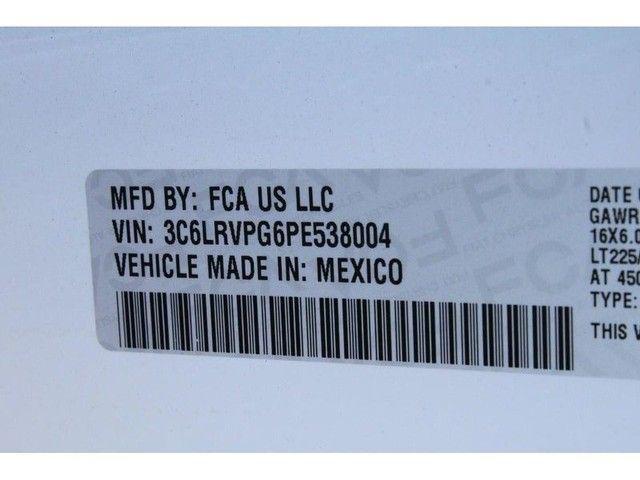 MFD BY: FCA US LLC
VIN: 3C6LRVPG6PE538004
VEHICLE MADE IN: MEXICO
DATE
GAWR
16X6.0
LT225/
AT 450
TYPE:
THIS V